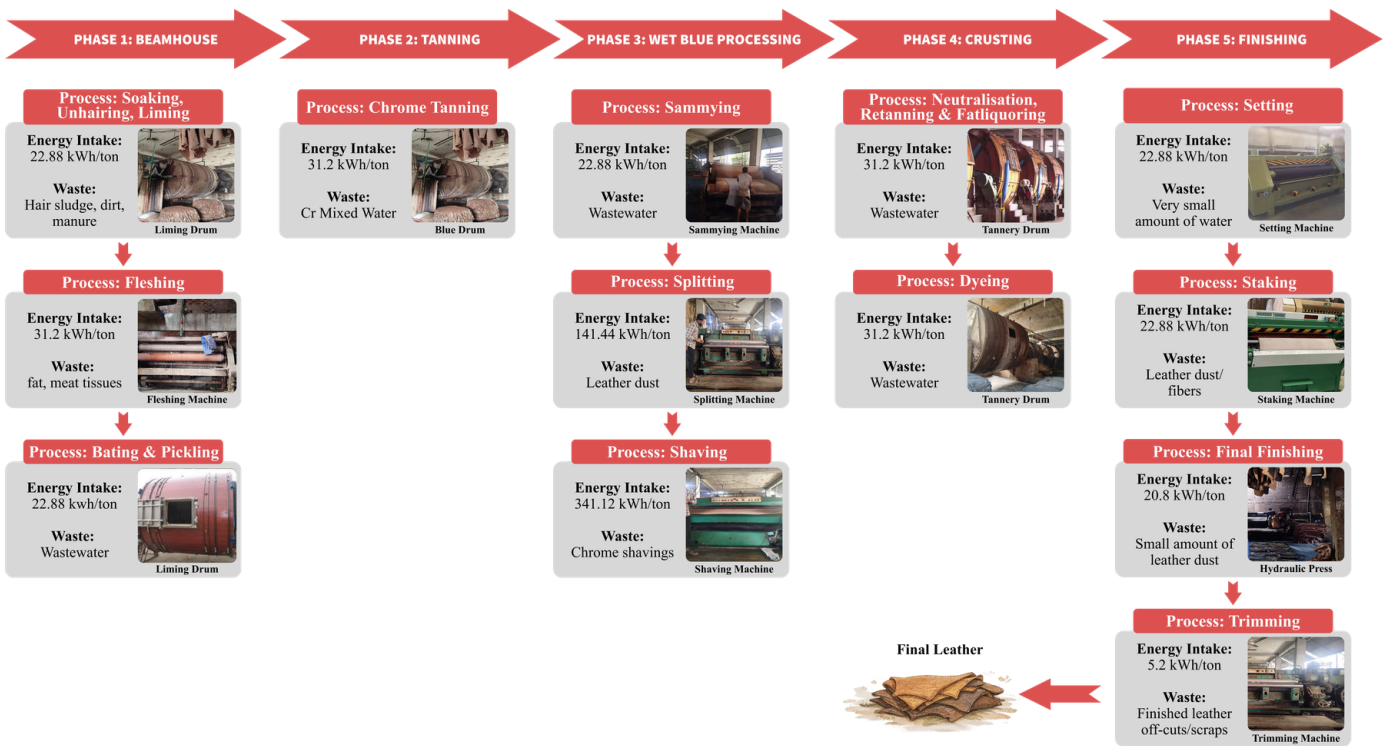 PHASE 1: BEAMHOUSE
PHASE 2: TANNING
PHASE 3: WET BLUE PROCESSING
PHASE 4: CRUSTING
PHASE 5: FINISHING
Process: Soaking,
Unhairing, Liming
Energy Intake:
22.88 kWh/ton
Waste:
Hair sludge, dirt,
manure
Liming Drum
Process: Fleshing
Energy Intake:
31.2 kWh/ton
Waste:
fat, meat tissues
Fleshing Machine
Process: Bating & Pickling
Energy Intake:
22.88 kwh/ton
Waste:
Wastewater
Liming Drum
Process: Chrome Tanning
Energy Intake:
31.2 kWh/ton
Waste:
Cr Mixed Water
Blue Drum
Process: Sammying
Energy Intake:
22.88 kWh/ton
Waste:
Wastewater
Sammying Machine
Process: Splitting
Energy Intake:
141.44 kWh/ton
Waste:
Leather dust
Splitting Machine
Process: Shaving
Energy Intake:
341.12 kWh/ton
Waste:
Chrome shavings
Shaving Machine
Process: Neutralisation,
Retanning & Fatliquoring
Energy Intake:
31.2 kWh/ton
Waste:
Wastewater
Tannery Drum
Process: Dyeing
Energy Intake:
31.2 kWh/ton
Waste:
Wastewater
Tannery Drum
Process: Setting
Energy Intake:
22.88 kWh/ton
Waste:
Very small
amount of water
Setting Machine
Process: Staking
Energy Intake:
22.88 kWh/ton
Waste:
Leather dust/
fibers
Staking Machine
Process: Final Finishing
Energy Intake:
20.8 kWh/ton
Waste:
Small amount of
leather dust
Hydraulic Press
Process: Trimming
Energy Intake:
5.2 kWh/ton
Waste:
Finished leather
off-cuts/scraps
Trimming Machine
Final Leather